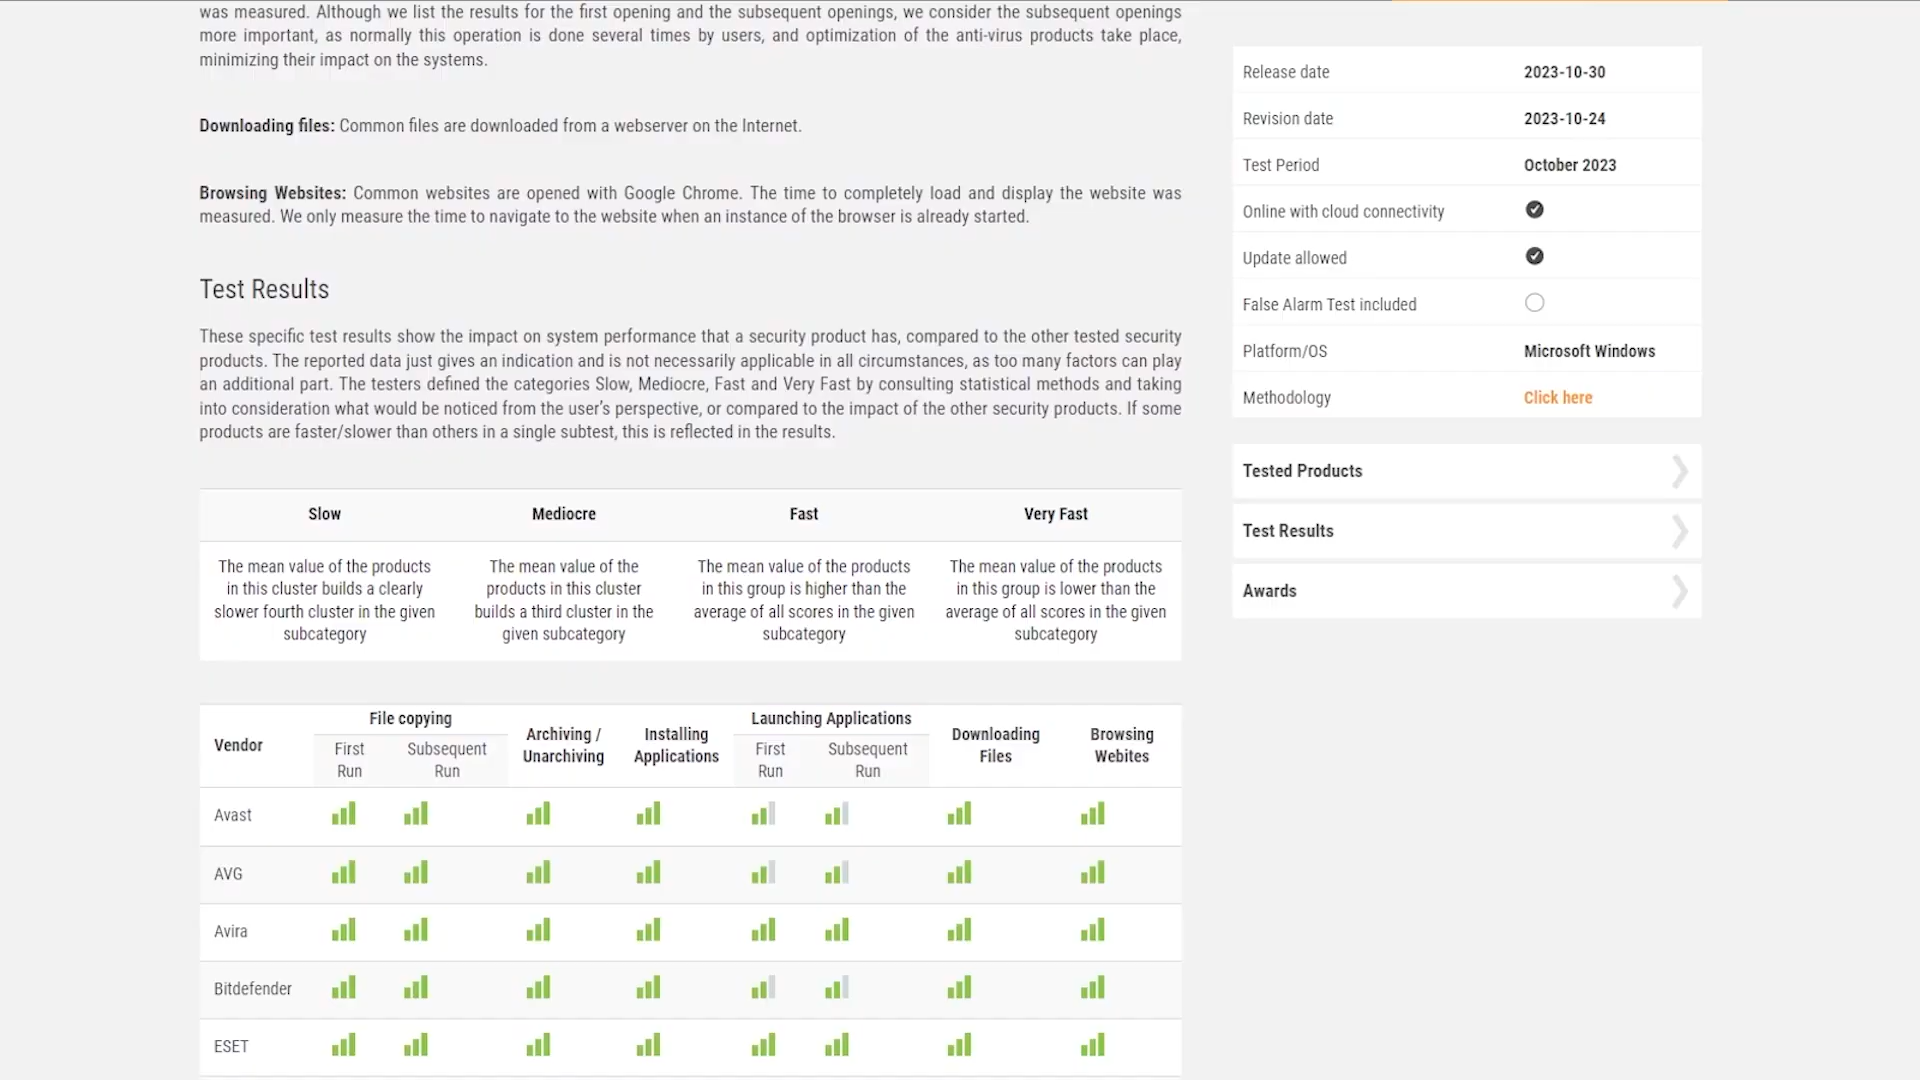 was measured. Although we list the results for the first opening and the subsequent openings, we consider the subsequent openings
more important, as normally this operation is done several times by users, and optimization of the anti-virus products take place,
minimizing their impact on the systems.
Downloading files: Common files are downloaded from a webserver on the Internet.
Browsing Websites: Common websites are opened with Google Chrome. The time to completely load and display the website was
measured. We only measure the time to navigate to the website when an instance of the browser is already started.
Test Results
These specific test results show the impact on system performance that a security product has, compared to the other tested security
products. The reported data just gives an indication and is not necessarily applicable in all circumstances, as too many factors can play
an additional part. The testers defined the categories Slow, Mediocre, Fast and Very Fast by consulting statistical methods and taking
into consideration what would be noticed from the user's perspective, or compared to the impact of the other security products. If some
products are faster/slower than others in a single subtest, this is reflected in the results.
Slow Mediocre Fast Very Fast
The mean value of the products
in this cluster builds a clearly
slower fourth cluster in the given
subcategory
The mean value of the
products in this cluster
builds a third cluster in the
given subcategory
The mean value of the products
in this group is higher than the
average of all scores in the given
subcategory
The mean value of the products
in this group is lower than the
average of all scores in the given
subcategory
Vendor
File copying
First
Run
Subsequent
Run
Archiving /
Unarchiving
Installing
Applications
Launching Applications
First
Run
Subsequent
Run
Downloading
Files
Browsing
Webites
Avast
AVG
Avira
Bitdefender
ESET
Release date 2023-10-30
Revision date 2023-10-24
Test Period October 2023
Online with cloud connectivity
Update allowed
False Alarm Test included
Platform/OS Microsoft Windows
Methodology Click here
Tested Products
Test Results
Awards